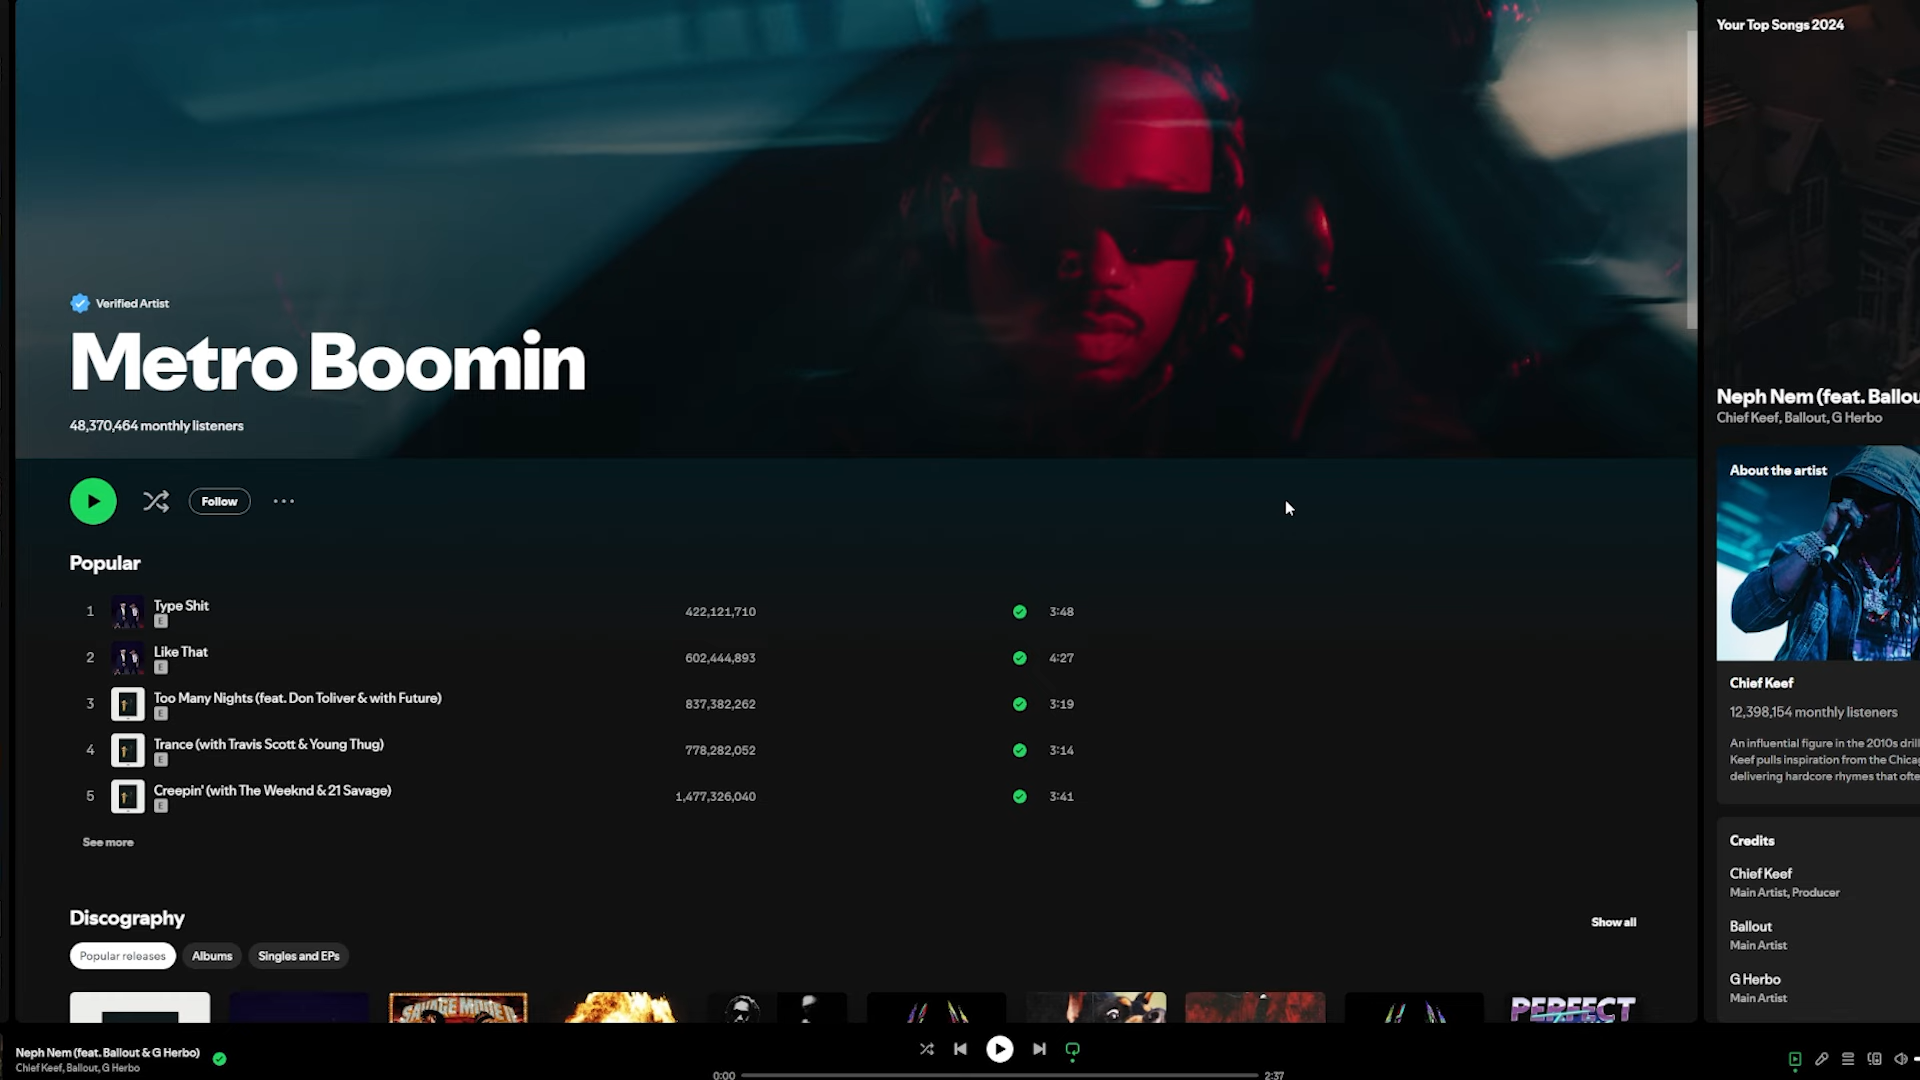 Verified Artist
Metro Boomin
48,370,464 monthly listeners
Follow
Popular
1 Type Shit 422,121,710 3:48
E
2 Like That 602,444,893 4:27
E
3 Too Many Nights (feat. Don Toliver & with Future) 837,382,262 3:19
E
4 Trance (with Travis Scott & Young Thug) 778,282,052 3:14
E
5 Creepin' (with The Weeknd & 21 Savage) 1,477,326,040 3:41
E
See more
Discography
Show all
Popular releases Albums Singles and EPs
SAVAGE MODE II
PERFECT
Your Top Songs 2024
Neph Nem (feat. Ballou
Chief Keef, Ballout, G Herbo
About the artist
Chief Keef
12,398,154 monthly listeners
An influential figure in the 2010s drill
Keef pulls inspiration from the Chicag
delivering hardcore rhymes that ofte
Credits
Chief Keef
Main Artist, Producer
Ballout
Main Artist
G Herbo
Main Artist
Neph Nem (feat. Ballout & G Herbo)
Chief Keef, Ballout, G Herbo
0:00 2:37